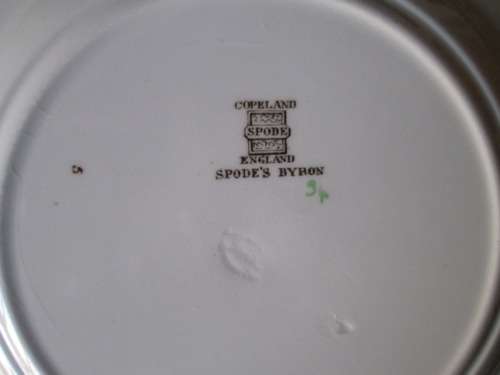 COPELAND
SPODE
ENGLAND
SPODE'S BYRON